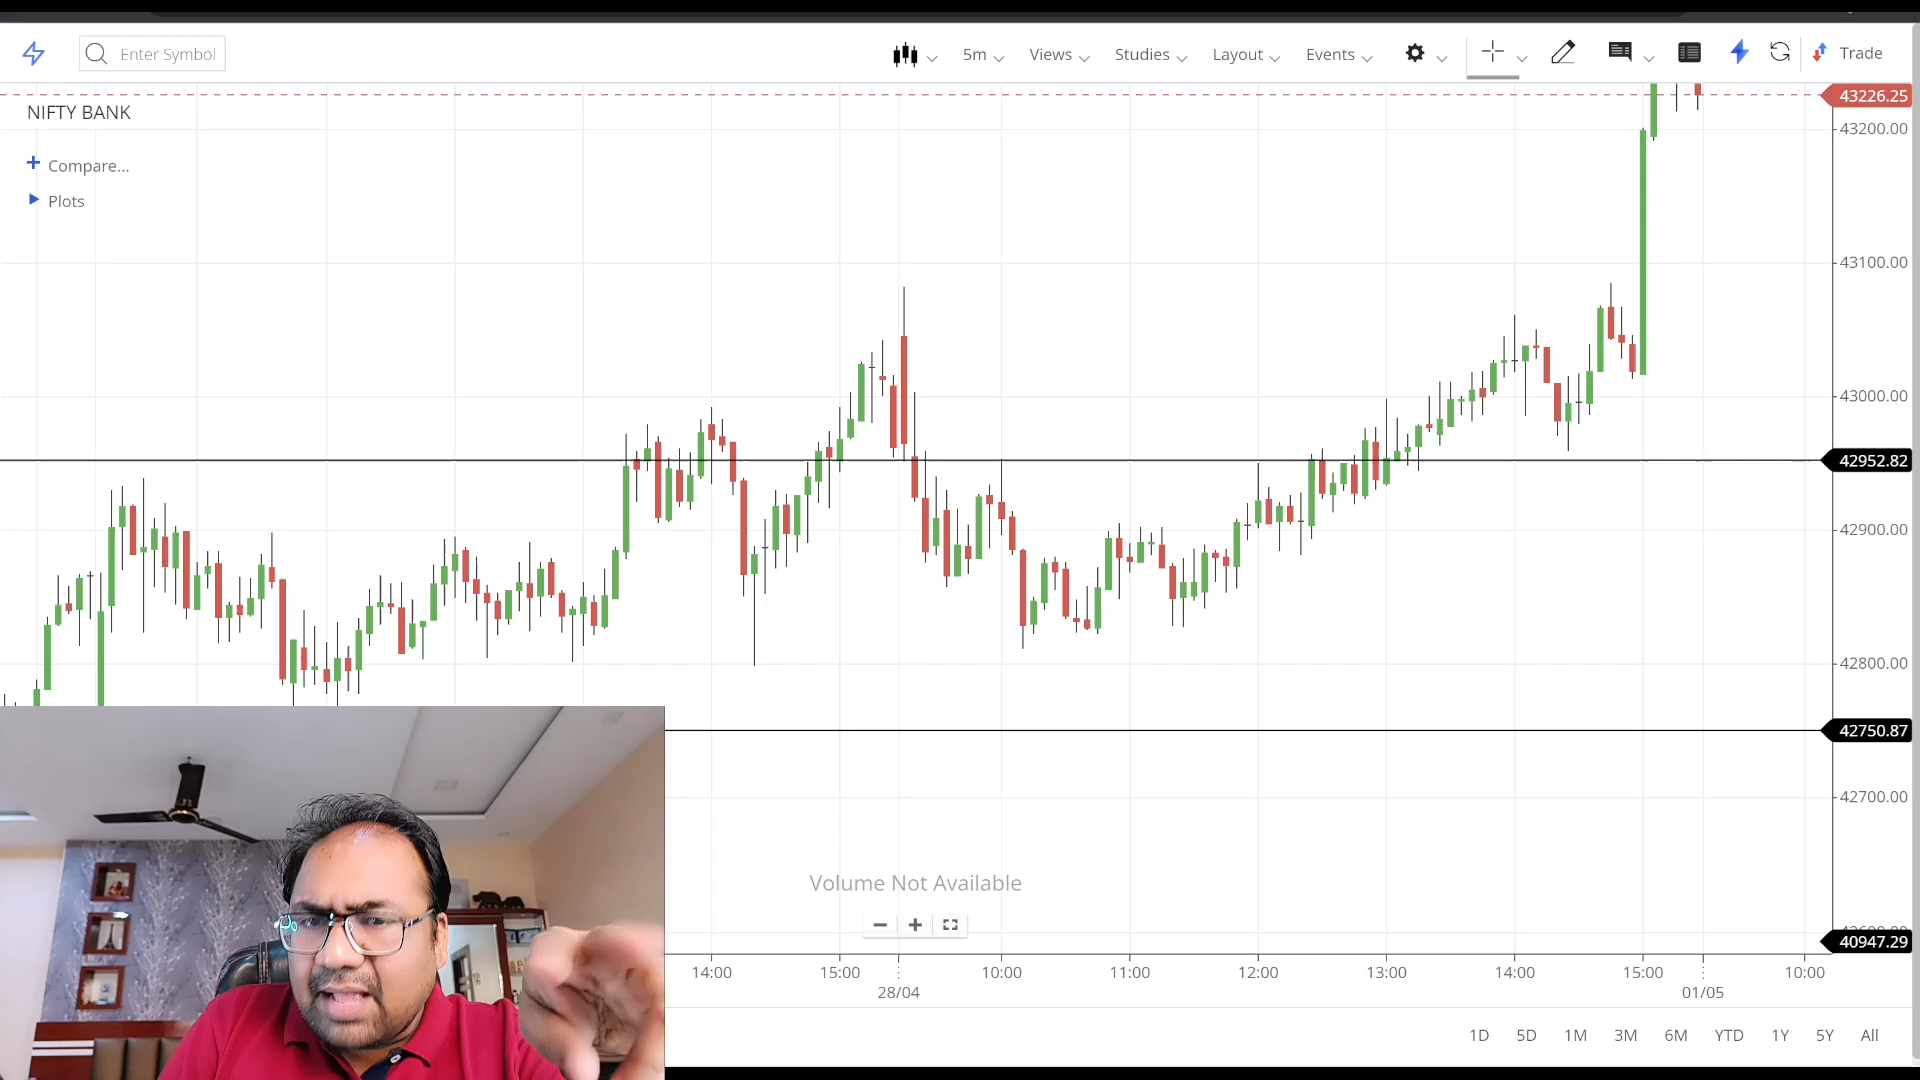 Enter Symbol
5m
Views
Studies
Layout
Events
Trade
NIFTY BANK
Compare...
Plots
43226.25
43200.00
43100.00
43000.00
42952.82
42900.00
42800.00
42750.87
42700.00
40947.29
Volume Not Available
14:00 15:00 10:00 11:00 12:00 13:00 14:00 15:00 10:00
28/04 01/05
1D 5D 1M 3M 6M YTD 1Y 5Y All